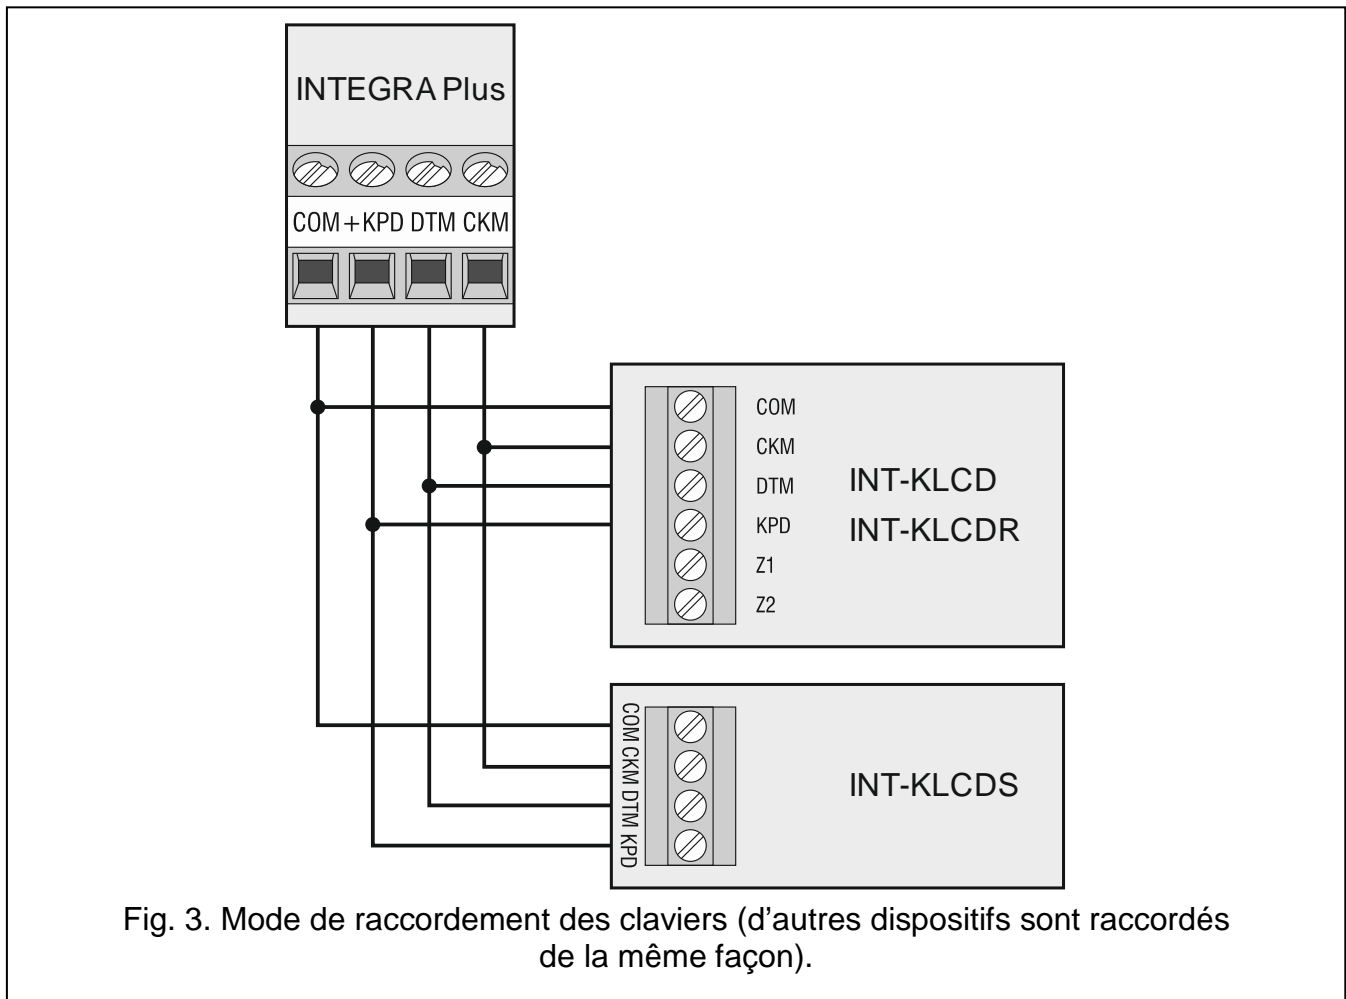 INTEGRA Plus
COM +KPD DTM CKM
COM
CKM
DTM
KPD
Z1
Z2
INT-KLCD
INT-KLCDR
COM CKM DTM KPD
INT-KLCDS
Fig. 3. Mode de raccordement des claviers (d’autres dispositifs sont raccordés
de la même façon).